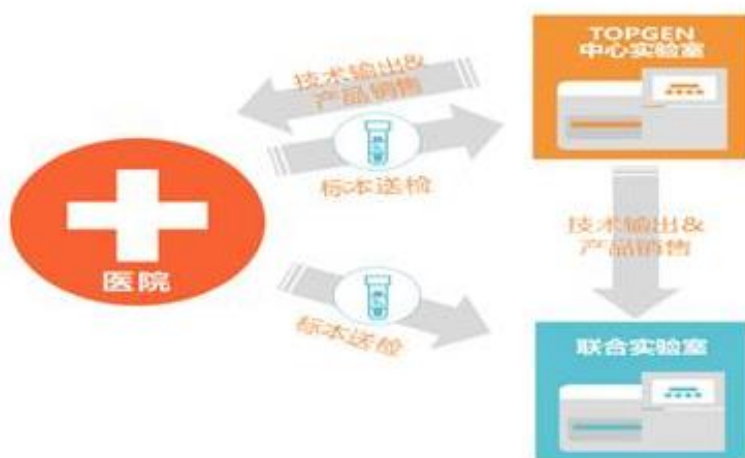 TOPGEN
中心实验室
技术输出&
产品销售
标本送检
医院
技术输出&
产品销售
标本送检
联合实验室